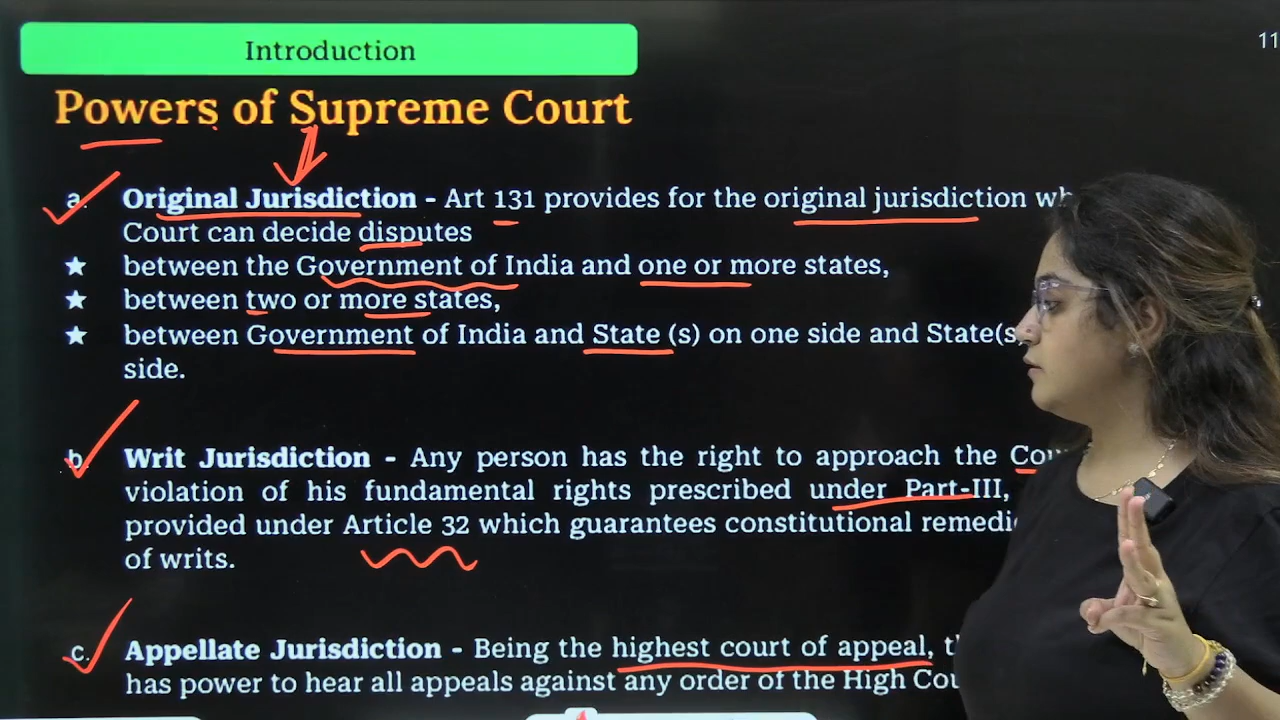 Introduction
11
Powers of Supreme Court
a. Original Jurisdiction - Art 131 provides for the original jurisdiction
Court can decide disputes
★ between the Government of India and one or more states,
★ between two or more states,
★ between Government of India and State (s) on one side and State(s
side.
b. Writ Jurisdiction - Any person has the right to approach the
violation of his fundamental rights prescribed under Part-III,
provided under Article 32 which guarantees constitutional
of writs.
c. Appellate Jurisdiction - Being the highest court of appeal,
has power to hear all appeals against any order of the High